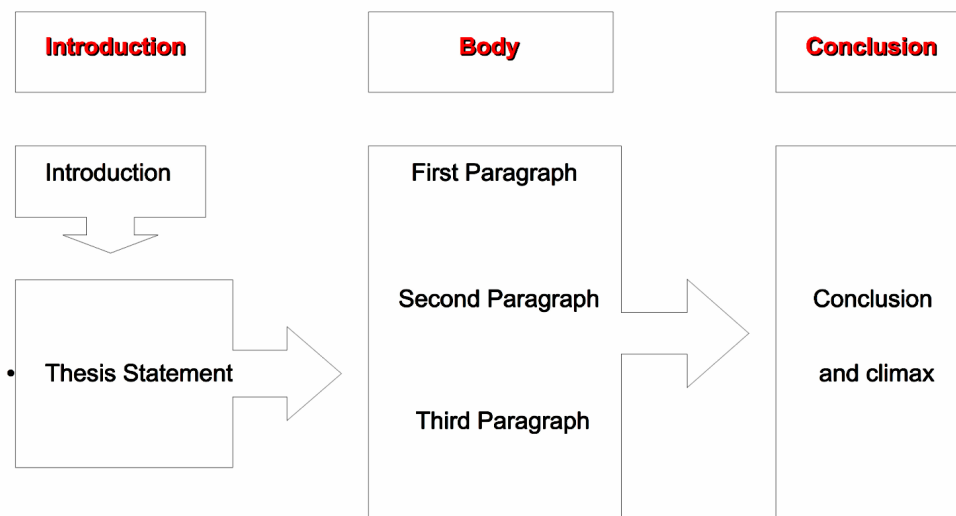 Introduction
Body
Conclusion
Introduction
• Thesis Statement
First Paragraph
Second Paragraph
Third Paragraph
Conclusion
and climax